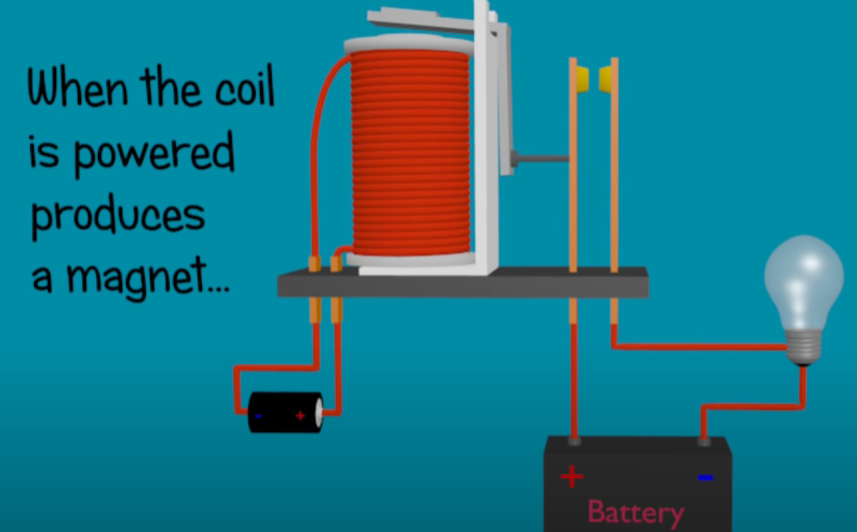 When the coil
is powered
produces
a magnet...
- +
+ -
Battery